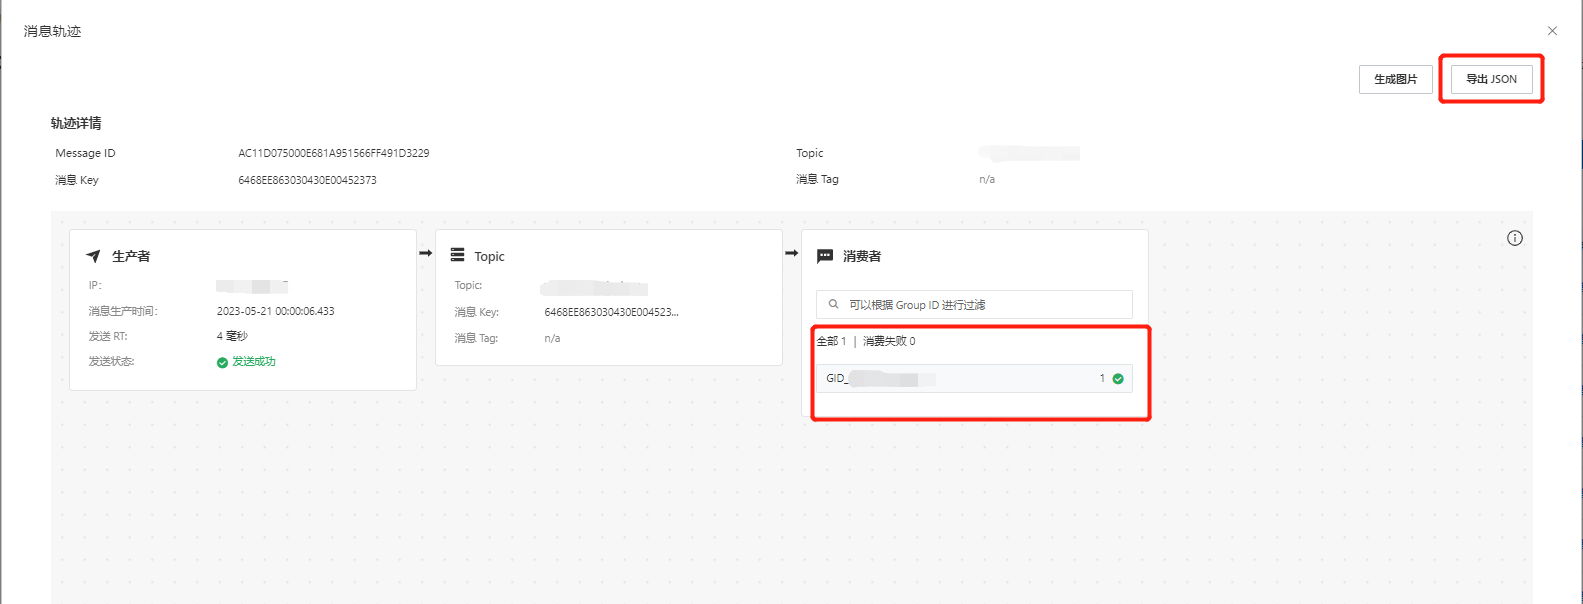 消息轨迹
生成图片
导出 JSON
轨迹详情
Message ID
AC11D075000E681A951566FF491D3229
Topic
消息 Key
6468EE863030430E00452373
消息 Tag
n/a
生产者
IP:
消息生产时间:
2023-05-21 00:00:06.433
发送 RT:
4 毫秒
发送状态:
发送成功
Topic
Topic:
消息 Key:
6468EE863030430E004523...
消息 Tag:
n/a
消费者
可以根据 Group ID 进行过滤
全部 1 | 消费失败 0
GID_
1